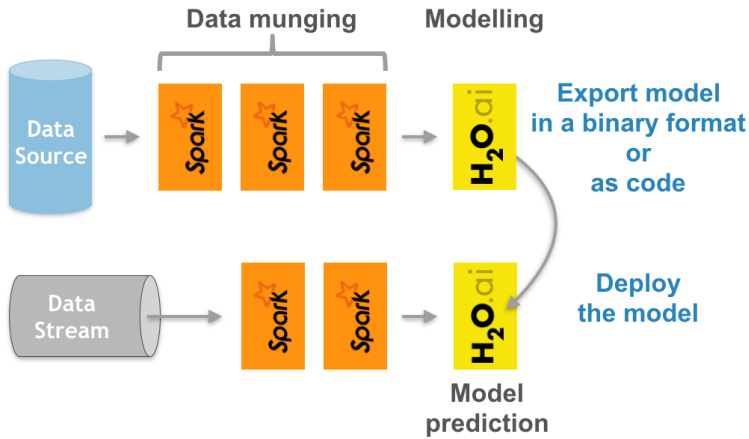 Data munging
Modelling
Data
Source
Spark
Spark
Spark
H2O.ai
Export model
in a binary format
or
as code
Data
Stream
Spark
Spark
H2O.ai
Deploy
the model
Model
prediction